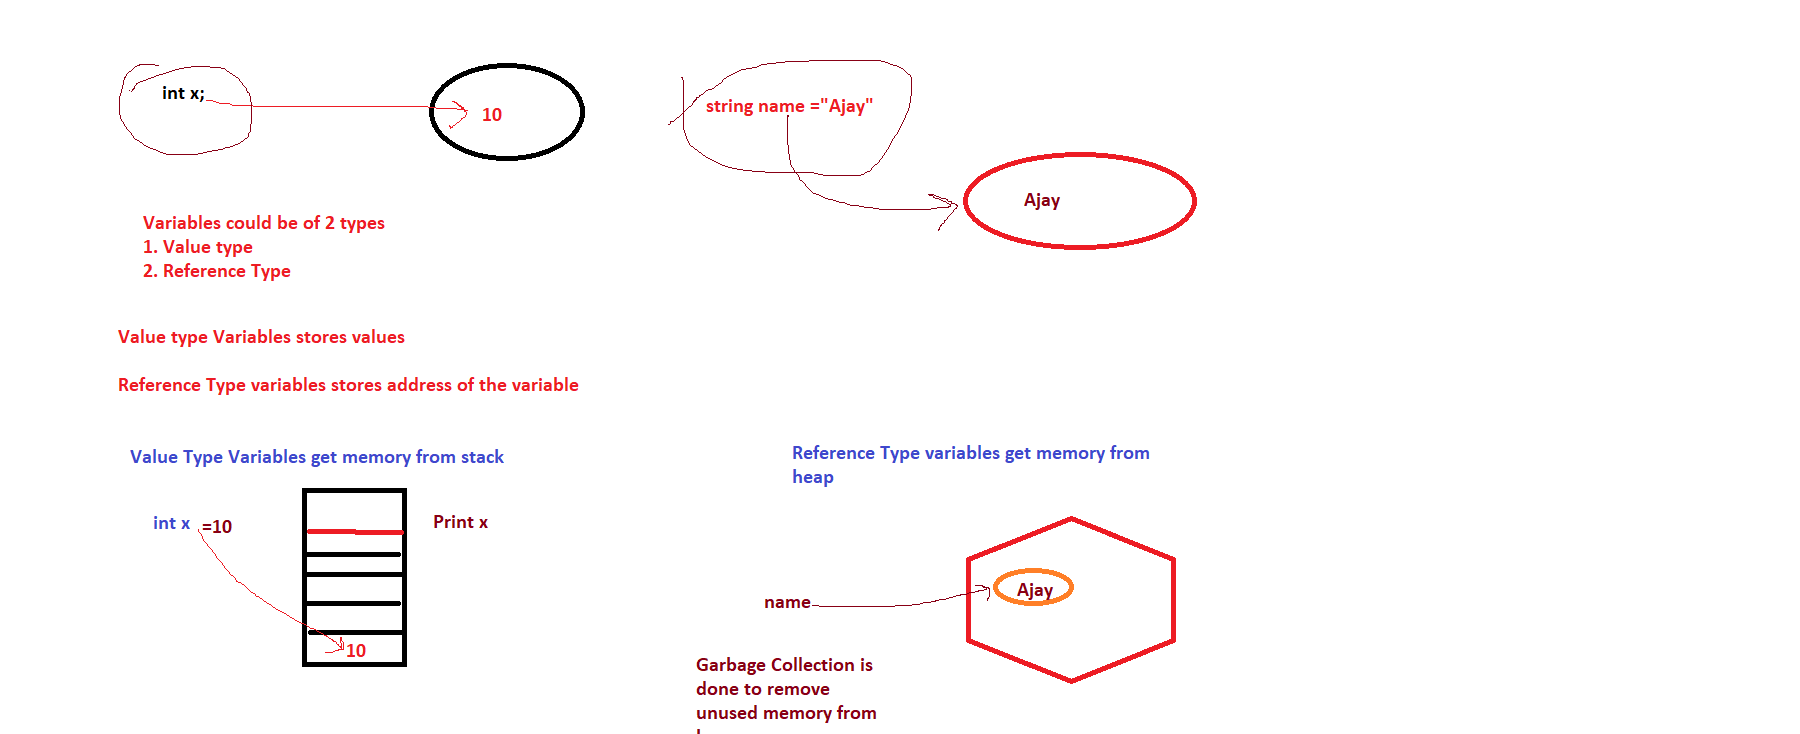 int x;
10
string name ="Ajay"
Ajay
Variables could be of 2 types
1. Value type
2. Reference Type
Value type Variables stores values
Reference Type variables stores address of the variable
Value Type Variables get memory from stack
int x =10
Print x
10
Reference Type variables get memory from
heap
Ajay
name
Garbage Collection is
done to remove
unused memory from